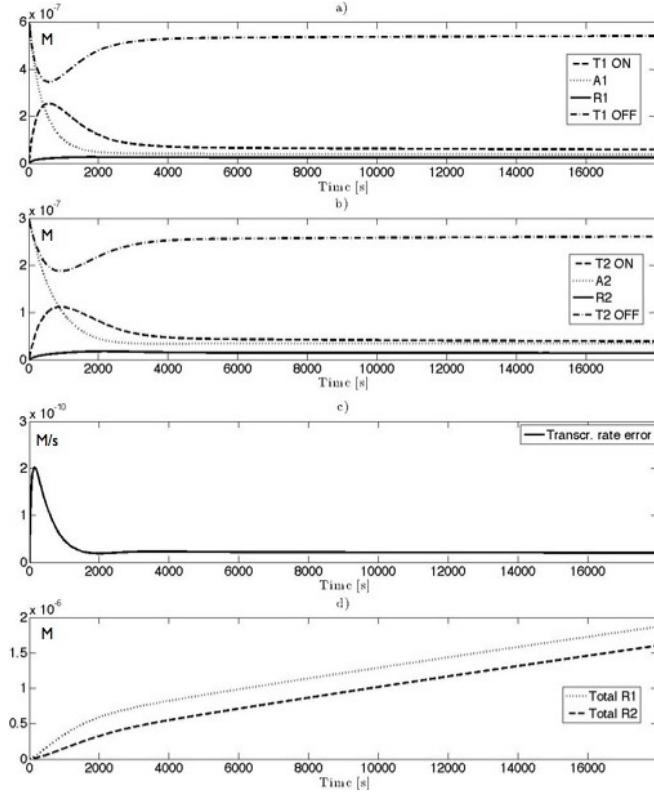 a)
x 10-7
6
M
4
2
0
T1 ON
A1
R1
T1 OFF
0 2000 4000 6000 8000 10000 12000 14000 16000
Time [s]
b)
x 10-7
3
M
2
1
0
T2 ON
A2
R2
T2 OFF
0 2000 4000 6000 8000 10000 12000 14000 16000
Time [s]
c)
x 10-10
3
M/s
2
1
0
Transcr. rate error
0 2000 4000 6000 8000 10000 12000 14000 16000
Time [s]
d)
x 10-6
2
M
1.5
1
0.5
0
Total R1
Total R2
0 2000 4000 6000 8000 10000 12000 14000 16000
Time [s]